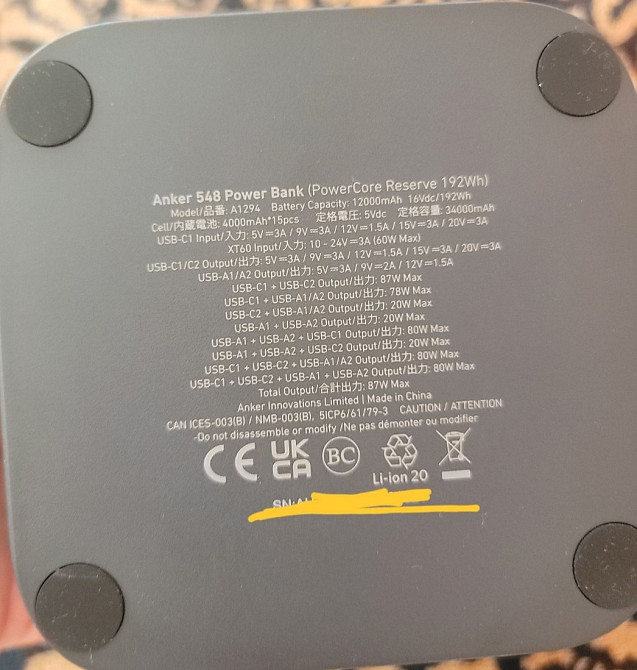 Anker 548 Power Bank (PowerCore Reserve 192Wh)
Model/品番: A1294 Battery Capacity: 12000mAh 16Vdc/192Wh
Cell/内蔵電池: 4000mAh*15pcs 定格電圧: 5Vdc 定格容量: 34000mAh
USB-C1 Input/入力: 5V⎓3A / 9V⎓3A / 12V⎓1.5A / 15V⎓3A / 20V⎓3A
XT60 Input/入力: 10 - 24V⎓3A (60W Max)
USB-C1/C2 Output/出力: 5V⎓3A / 9V⎓3A / 12V⎓1.5A / 15V⎓3A / 20V⎓3A
USB-A1/A2 Output/出力: 5V⎓3A / 9V⎓2A / 12V⎓1.5A
USB-C1 + USB-C2 Output/出力: 87W Max
USB-C1 + USB-A1/A2 Output/出力: 78W Max
USB-C2 + USB-A1/A2 Output/出力: 20W Max
USB-A1 + USB-A2 Output/出力: 20W Max
USB-A1 + USB-A2 + USB-C1 Output/出力: 80W Max
USB-A1 + USB-A2 + USB-C2 Output/出力: 20W Max
USB-C1 + USB-C2 + USB-A1/A2 Output/出力: 80W Max
USB-C1 + USB-C2 + USB-A1 + USB-A2 Output/出力: 80W Max
Total Output/合計出力: 87W Max
Anker Innovations Limited | Made in China
CAN ICES-003(B) / NMB-003(B), 5ICP6/61/79-3 CAUTION / ATTENTION
-Do not disassemble or modify /Ne pas démonter ou modifier
CE UK CA BC
Li-ion 20
SN: